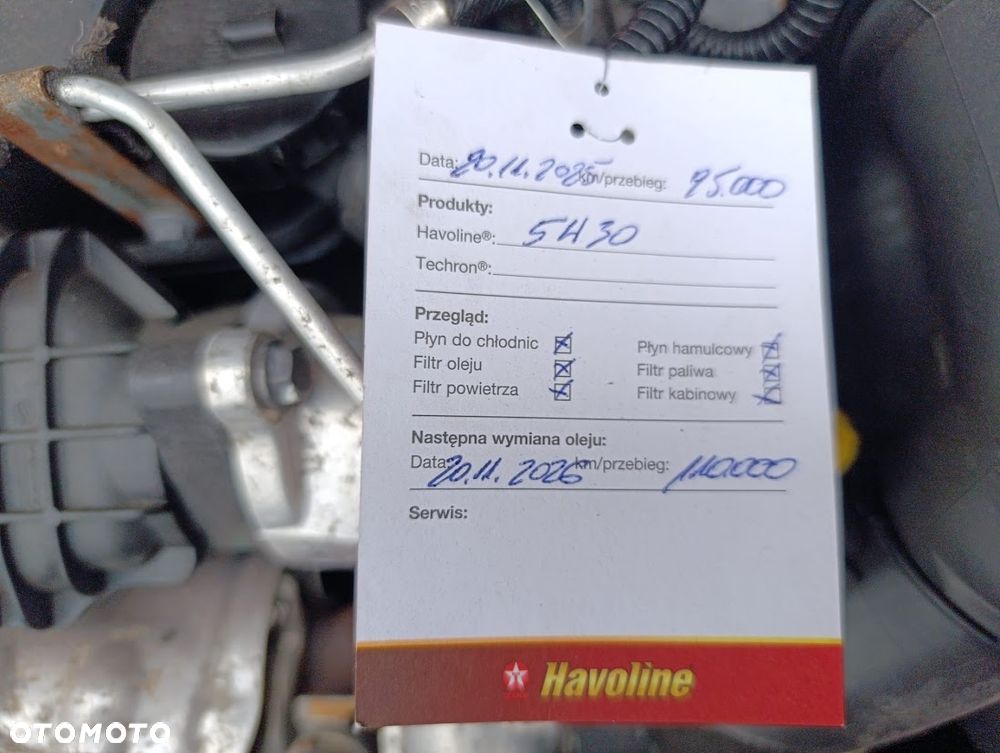 Data: 20.11.2025 km/przebieg: 95.000
Produkty:
Havoline®: 5H30
Techron®:
Przegląd:
Płyn do chłodnic Płyn hamulcowy
Filtr oleju Filtr paliwa
Filtr powietrza Filtr kabinowy
Następna wymiana oleju:
Data: 20.11.2026 km/przebieg: 110.000
Serwis:
Havoline
OTOMOTO